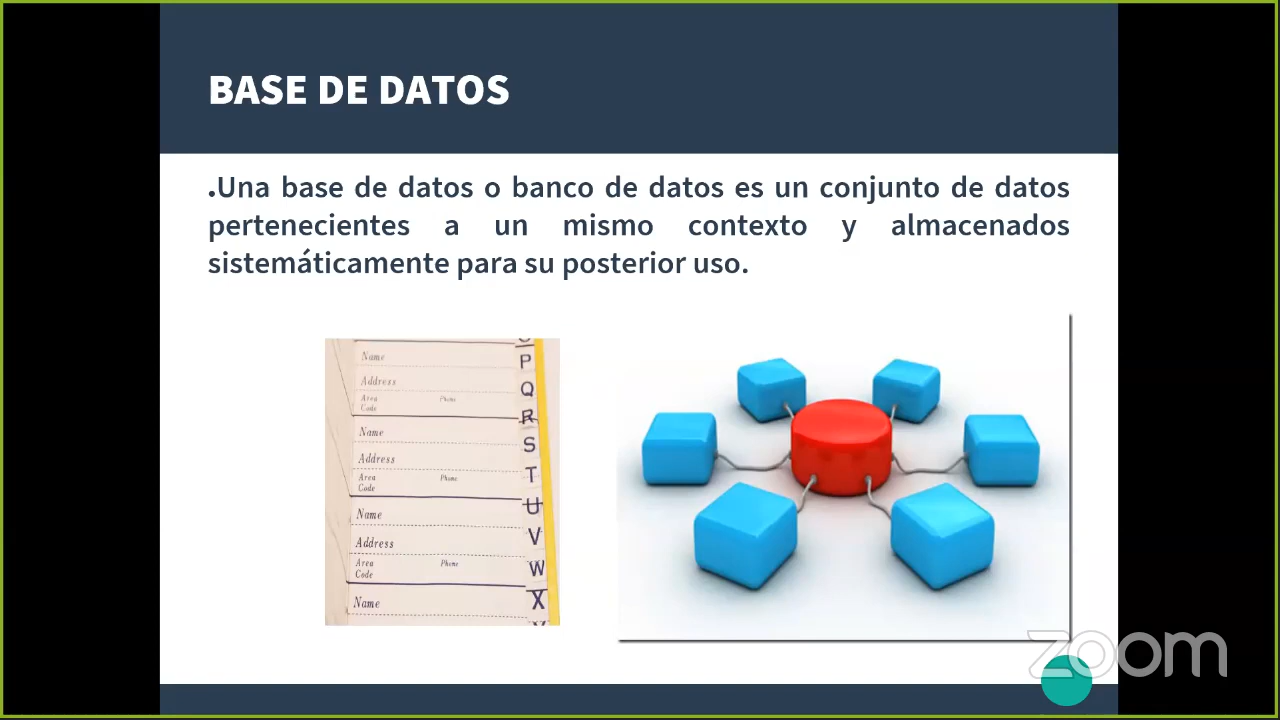 BASE DE DATOS
.Una base de datos o banco de datos es un conjunto de datos
pertenecientes a un mismo contexto y almacenados
sistemáticamente para su posterior uso.
Name
Address
Area
Code
Phone
Name
Address
Area
Code
Phone
Name
Address
Area
Code
Phone
Name
P
Q
R
S
T
U
V
W
X
zoom